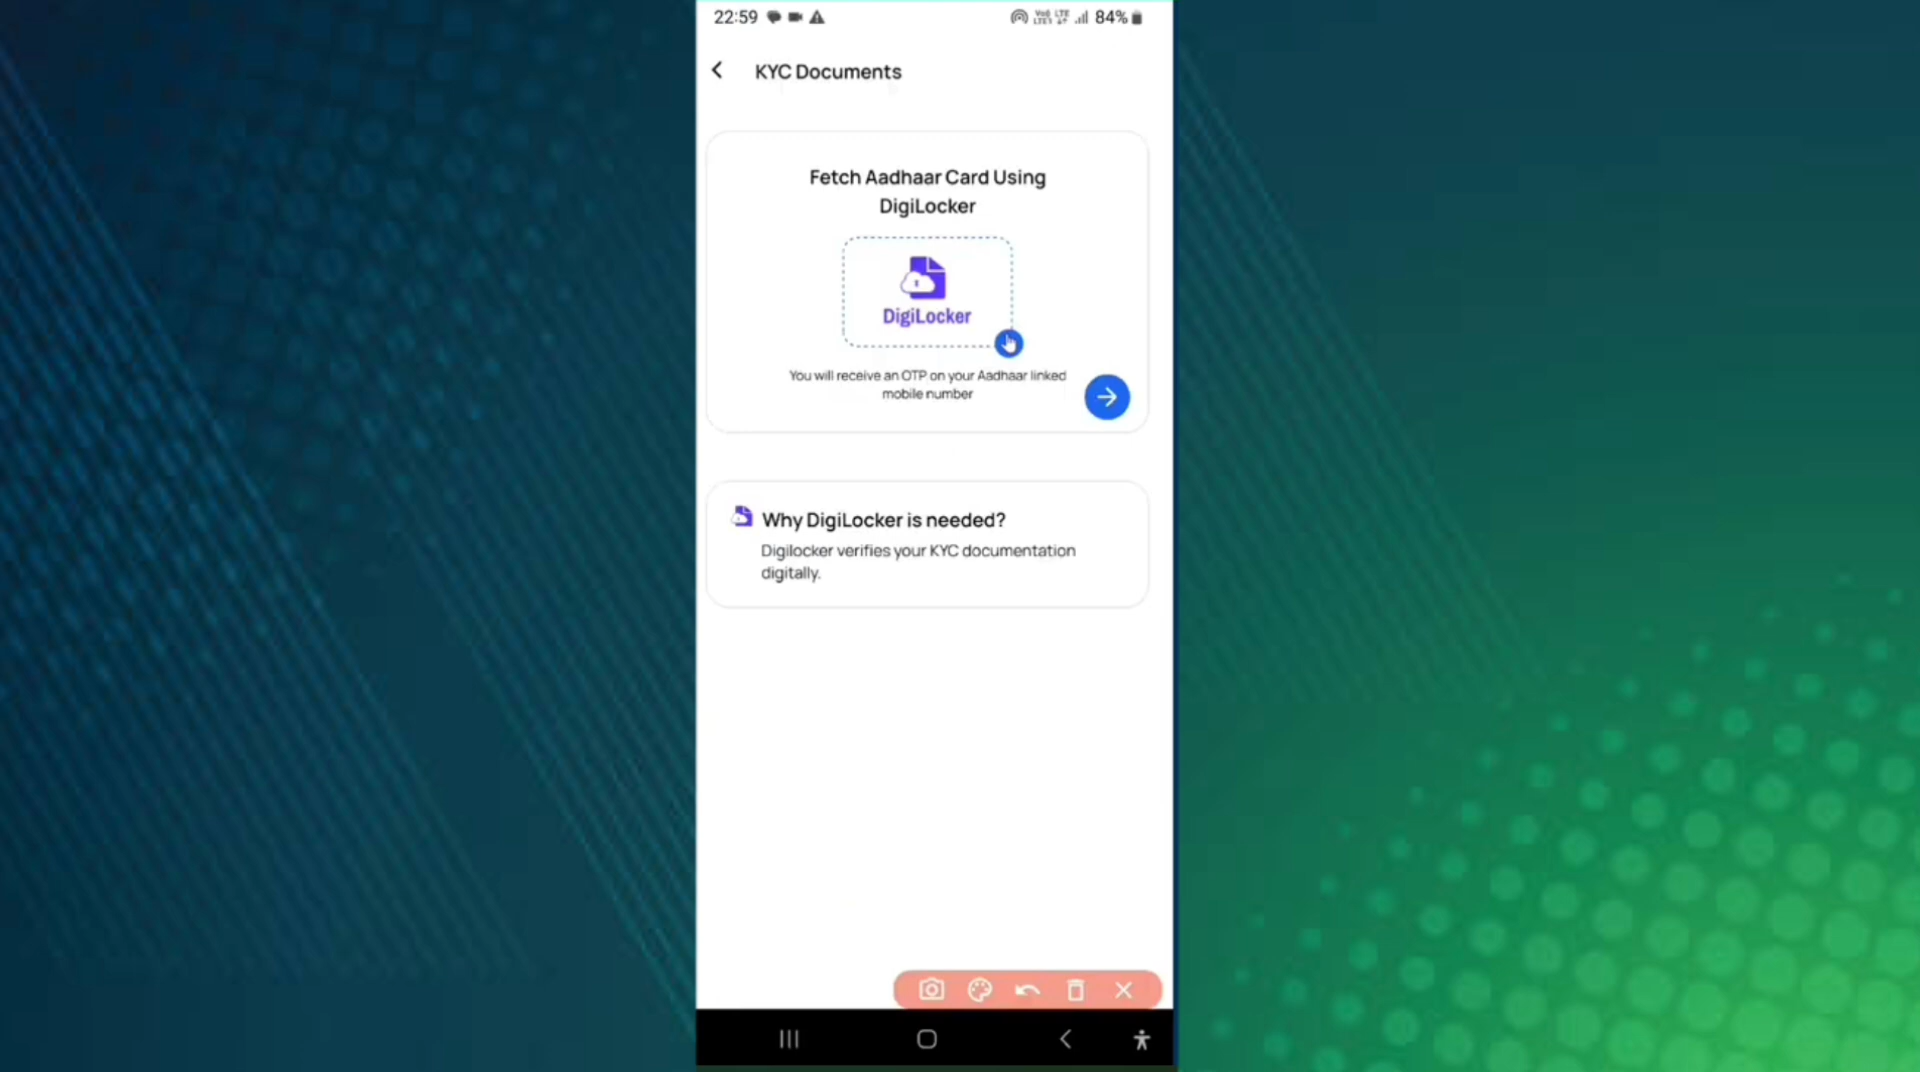 22:59
84%
KYC Documents
Fetch Aadhaar Card Using
DigiLocker
DigiLocker
You will receive an OTP on your Aadhaar linked
mobile number
Why DigiLocker is needed?
Digilocker verifies your KYC documentation
digitally.